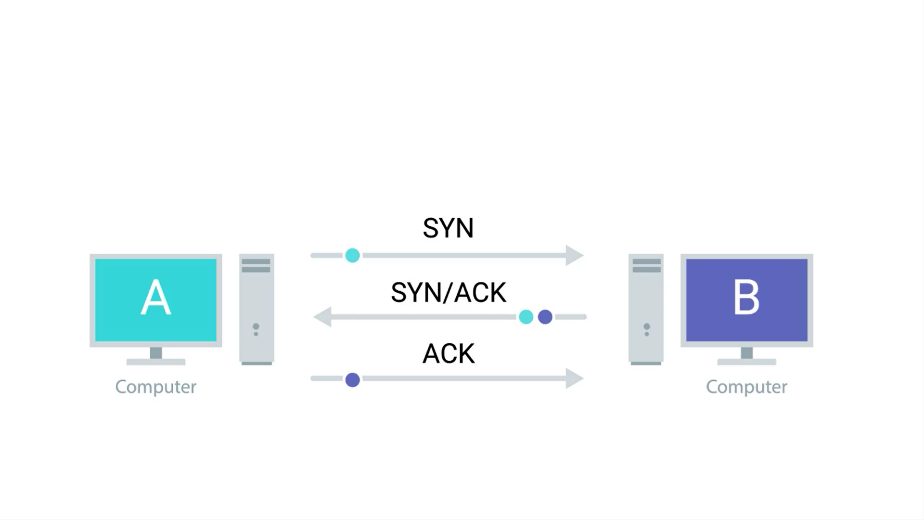 SYN
SYN/ACK
ACK
A
B
Computer
Computer